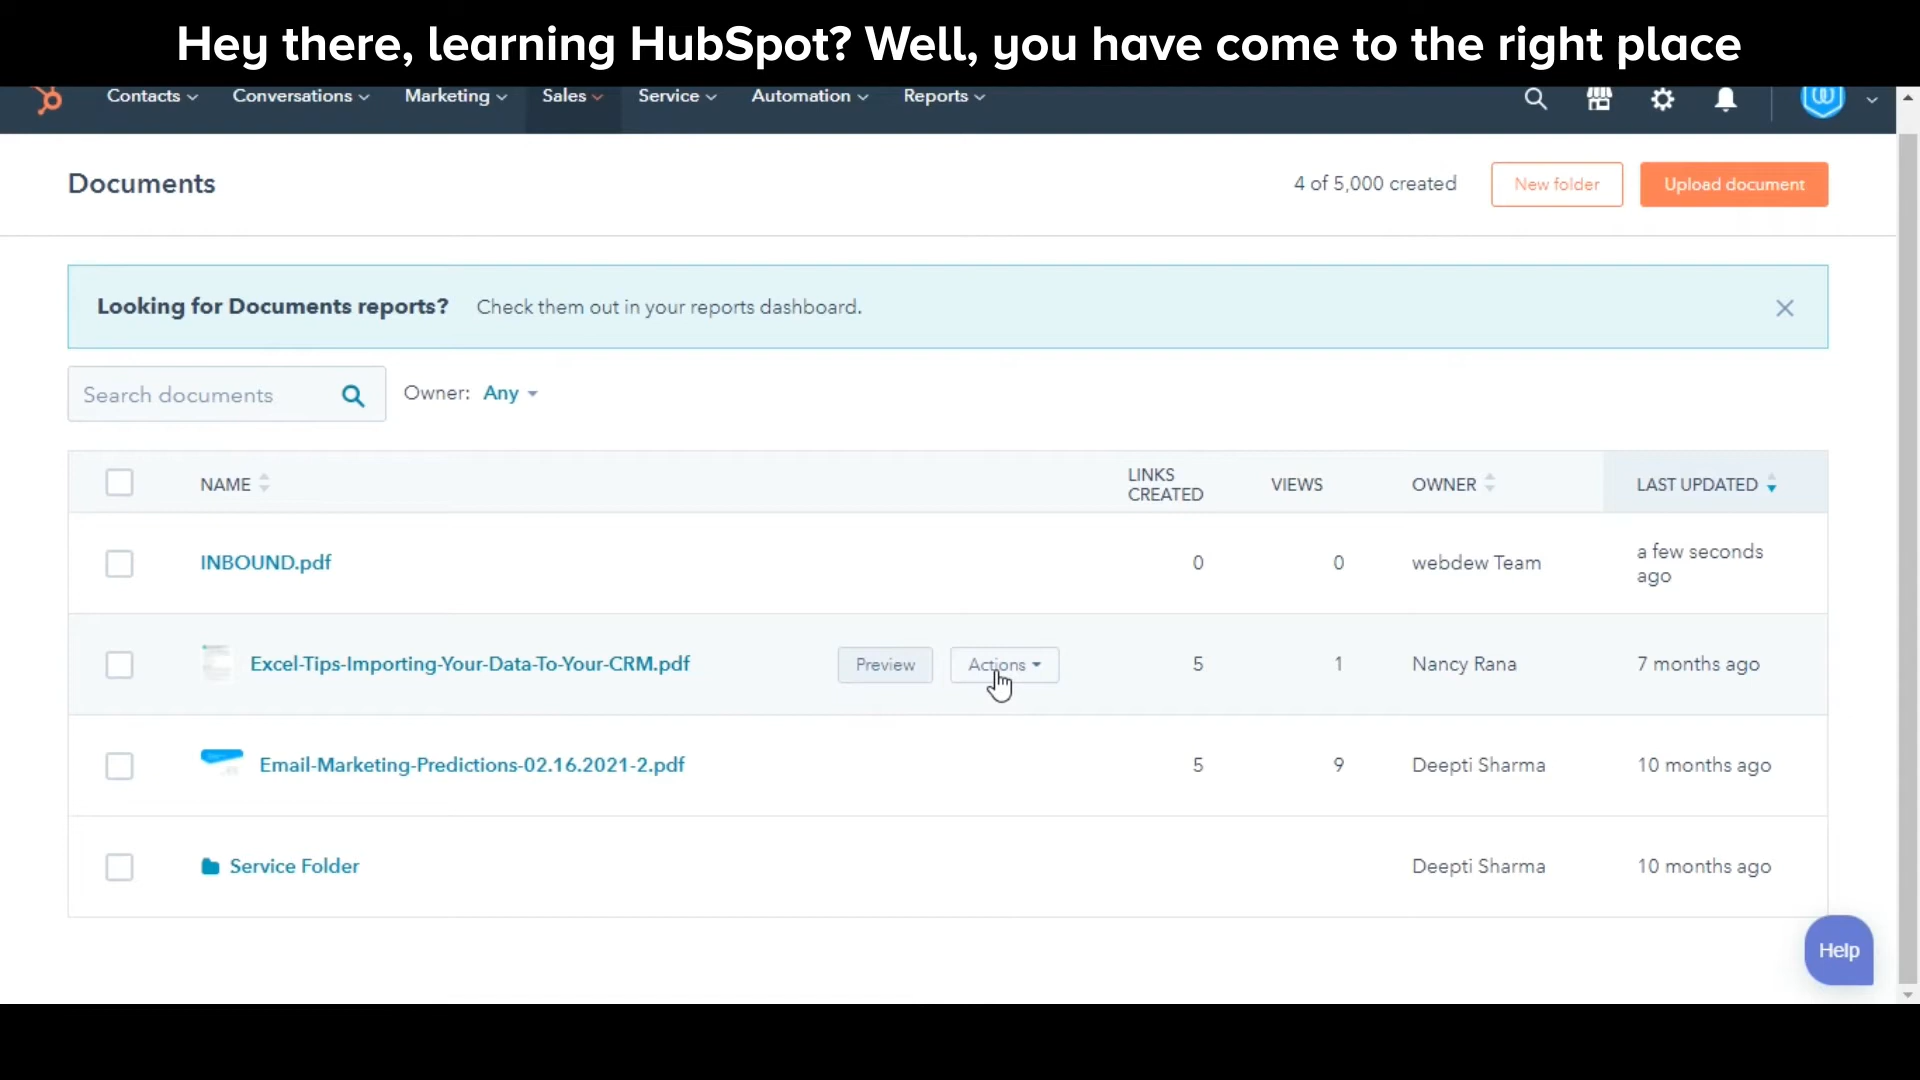 Hey there, learning HubSpot? Well, you have come to the right place
Contacts Conversations Marketing Sales Service Automation Reports
Documents 4 of 5,000 created New folder Upload document
Looking for Documents reports? Check them out in your reports dashboard.
Search documents Owner: Any
NAME LINKS CREATED VIEWS OWNER LAST UPDATED
INBOUND.pdf 0 0 webdew Team a few seconds ago
Excel-Tips-Importing-Your-Data-To-Your-CRM.pdf Preview Actions 5 1 Nancy Rana 7 months ago
Email-Marketing-Predictions-02.16.2021-2.pdf 5 9 Deepti Sharma 10 months ago
Service Folder Deepti Sharma 10 months ago
Help